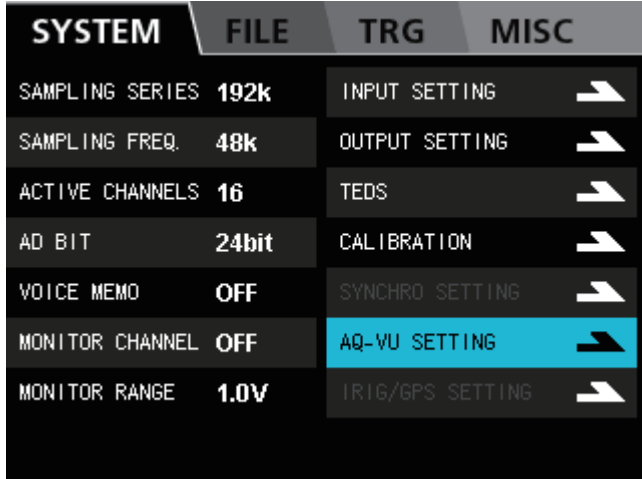 SYSTEM FILE TRG MISC
SAMPLING SERIES 192k INPUT SETTING
SAMPLING FREQ. 48k OUTPUT SETTING
ACTIVE CHANNELS 16 TEDS
AD BIT 24bit CALIBRATION
VOICE MEMO OFF SYNCHRO SETTING
MONITOR CHANNEL OFF AQ-VU SETTING
MONITOR RANGE 1.0V IRIG/GPS SETTING